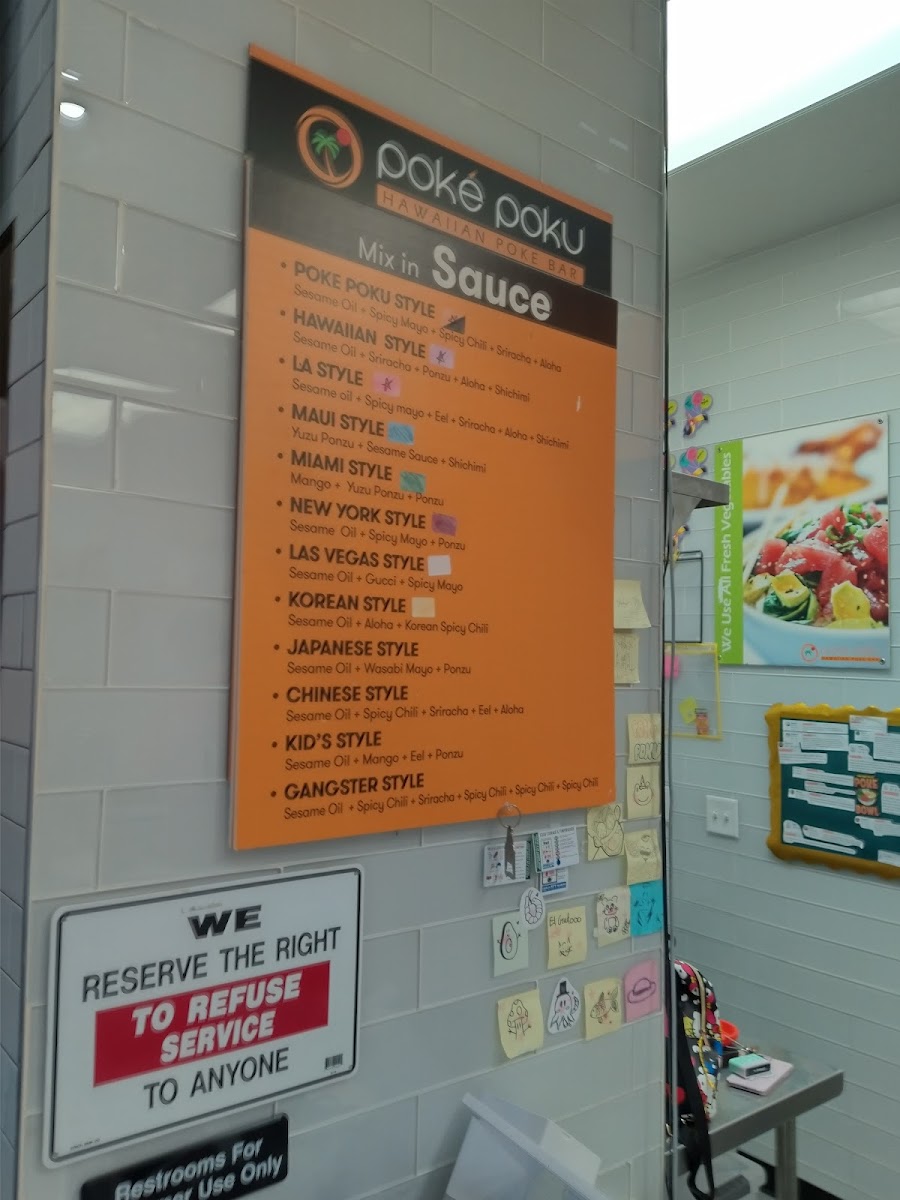 poké poku
HAWAIIAN POKE BAR
Mix in Sauce
• POKE POKU STYLE
Sesame Oil + Spicy Mayo + Spicy Chili + Sriracha + Aloha
• HAWAIIAN STYLE
Sesame Oil + Sriracha + Ponzu + Aloha + Shichimi
• LA STYLE
Sesame oil + Spicy mayo + Eel + Sriracha + Aloha + Shichimi
• MAUI STYLE
Yuzu Ponzu + Sesame Sauce + Shichimi
• MIAMI STYLE
Mango + Yuzu Ponzu + Ponzu
• NEW YORK STYLE
Sesame Oil + Spicy Mayo + Ponzu
• LAS VEGAS STYLE
Sesame Oil + Gucci + Spicy Mayo
• KOREAN STYLE
Sesame Oil + Aloha + Korean Spicy Chili
• JAPANESE STYLE
Sesame Oil + Wasabi Mayo + Ponzu
• CHINESE STYLE
Sesame Oil + Spicy Chili + Sriracha + Eel + Aloha
• KID'S STYLE
Sesame Oil + Mango + Eel + Ponzu
• GANGSTER STYLE
Sesame Oil + Spicy Chili + Sriracha + Spicy Chili + Spicy Chili + Spicy Chili
We Use All Fresh Vegetables
POKE
BOWL
WE
RESERVE THE RIGHT
TO REFUSE
SERVICE
TO ANYONE
Restrooms For
Use Only